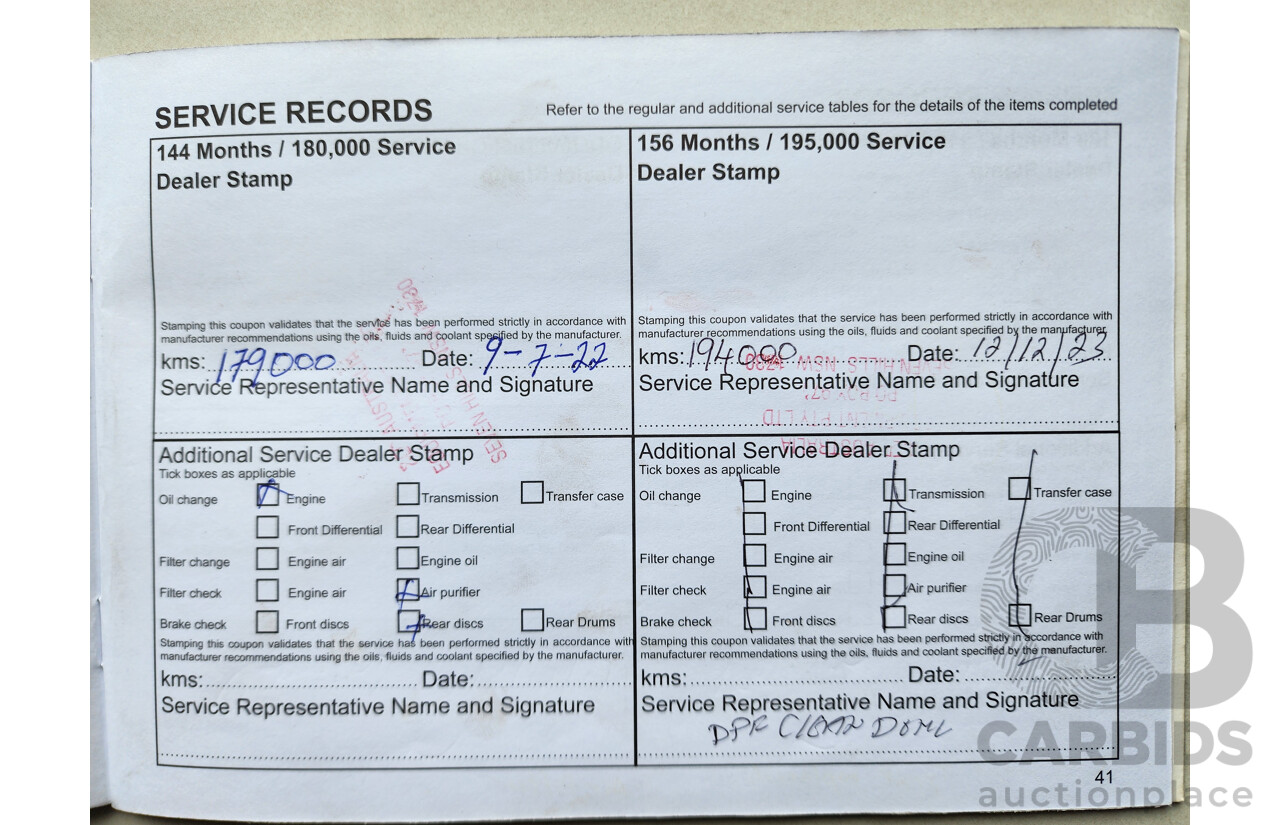 SERVICE RECORDS
Refer to the regular and additional service tables for the details of the items completed
144 Months / 180,000 Service
Dealer Stamp
Stamping this coupon validates that the service has been performed strictly in accordance with
manufacturer recommendations using the oils, fluids and coolant specified by the manufacturer.
kms: 179000 Date: 9-7-22
Service Representative Name and Signature
Additional Service Dealer Stamp
Tick boxes as applicable
Oil change Engine Transmission Transfer case
Front Differential Rear Differential
Filter change Engine air Engine oil
Filter check Engine air Air purifier
Brake check Front discs Rear discs Rear Drums
Stamping this coupon validates that the service has been performed strictly in accordance with
manufacturer recommendations using the oils, fluids and coolant specified by the manufacturer.
kms: Date:
Service Representative Name and Signature
156 Months / 195,000 Service
Dealer Stamp
Stamping this coupon validates that the service has been performed strictly in accordance with
manufacturer recommendations using the oils, fluids and coolant specified by the manufacturer.
kms: 194000 Date: 12/12/23
SEVEN HILLS NSW 1730
Service Representative Name and Signature
Additional Service Dealer Stamp
Tick boxes as applicable
Oil change Engine Transmission Transfer case
Front Differential Rear Differential
Filter change Engine air Engine oil
Filter check Engine air Air purifier
Brake check Front discs Rear discs Rear Drums
Stamping this coupon validates that the service has been performed strictly in accordance with
manufacturer recommendations using the oils, fluids and coolant specified by the manufacturer.
kms: Date:
Service Representative Name and Signature
DPF CLEAN DONE
41
CARBIDS
auctionplace